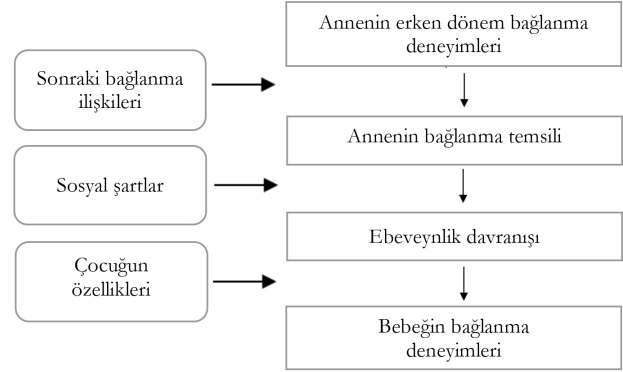 Annenin erken dönem bağlanma
deneyimleri
Sonraki bağlanma
ilişkileri
Annenin bağlanma temsili
Sosyal şartlar
Ebeveynlik davranışı
Çocuğun
özellikleri
Bebeğin bağlanma
deneyimleri